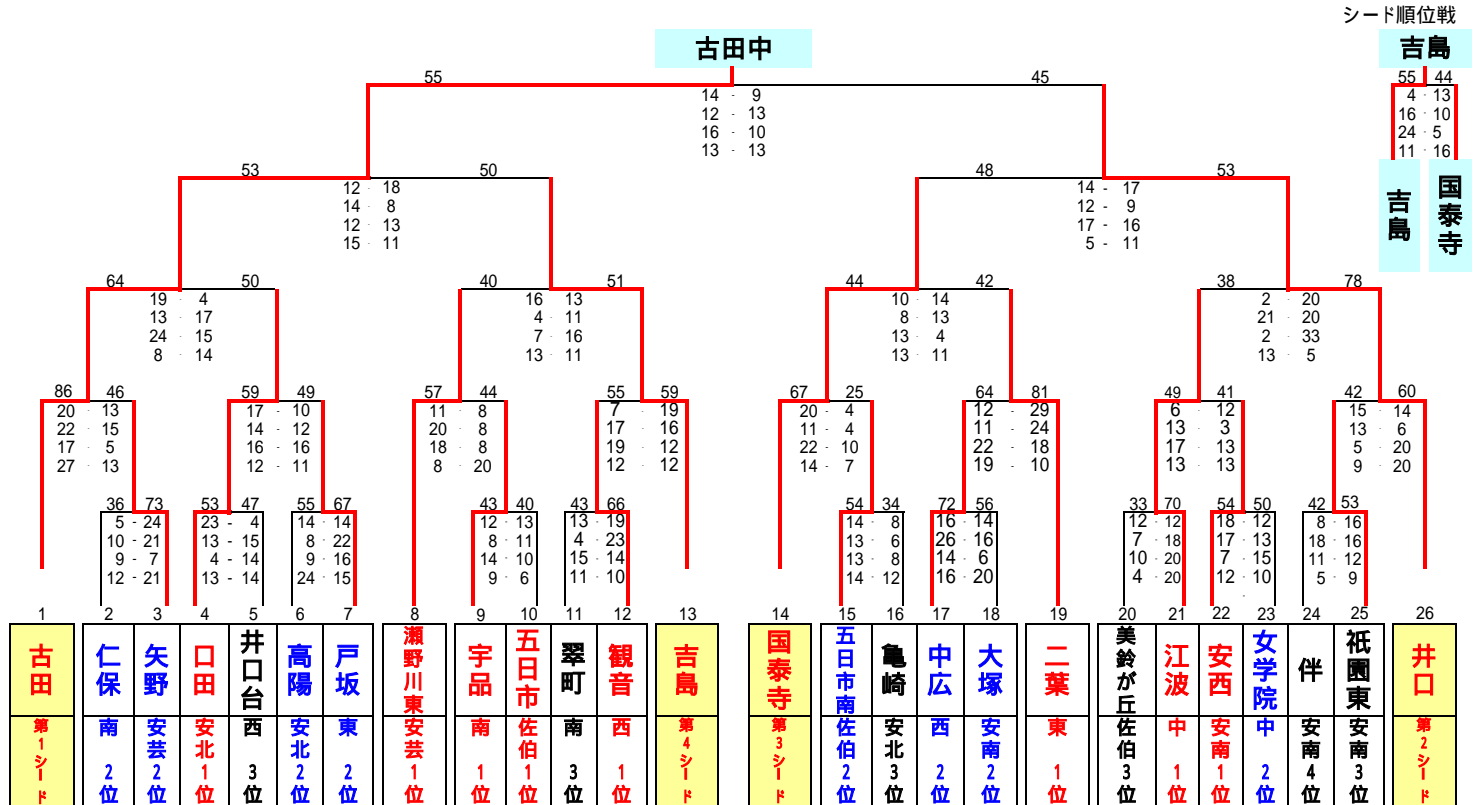 シード順位戦
古田中
吉島
55 45
14 - 9
12 - 13
16 - 10
13 - 13
55 44
4 · 13
16 · 10
24 · 5
11 · 16
吉島
国泰寺
53 50
12 · 18
14 · 8
12 · 13
15 · 11
48 53
14 - 17
12 - 9
17 - 16
5 - 11
64 50
19 · 4
13 · 17
24 · 15
8 · 14
40 51
16 · 13
4 · 11
7 · 16
13 · 11
44 42
10 · 14
8 · 13
13 · 4
13 · 11
38 78
2 · 20
21 · 20
2 · 33
13 · 5
86 46
20 · 13
22 · 15
17 · 5
27 · 13
59 49
17 · 10
14 · 12
16 · 16
12 · 11
57 44
11 · 8
20 · 8
18 · 8
8 · 20
55 59
7 · 19
17 · 16
19 · 12
12 · 12
67 25
20 - 4
11 - 4
22 - 10
14 - 7
64 81
12 - 29
11 - 24
22 - 18
19 - 10
49 41
6 · 12
13 · 3
17 · 13
13 · 13
42 60
15 · 14
13 · 6
5 · 20
9 · 20
36 73
5 - 24
10 - 21
9 - 7
12 - 21
53 47
23 - 4
13 - 15
4 - 14
13 - 14
55 67
14 · 14
8 · 22
9 · 16
24 · 15
43 40
12 · 13
8 · 11
14 · 10
9 · 6
43 66
13 · 19
4 · 23
15 · 14
11 · 10
54 34
14 · 8
13 · 6
13 · 8
14 · 12
72 56
16 · 14
26 · 16
14 · 6
16 · 20
33 70
12 · 12
7 · 18
10 · 20
4 · 20
54 50
18 · 12
17 · 13
7 · 15
12 · 10
42 53
8 · 16
18 · 16
11 · 12
5 · 9
1 2 3 4 5 6 7 8 9 10 11 12 13 14 15 16 17 18 19 20 21 22 23 24 25 26
古田 仁保 矢野 口田 井口台 高陽 戸坂 瀬野川東 宇品 五日市 翠町 観音 吉島 国泰寺 五日市南 亀崎 中広 大塚 二葉 美鈴が丘 江波 安西 女学院 伴 祇園東 井口
第1シード 南2位 安芸2位 安北1位 西3位 安北2位 東2位 安芸1位 南1位 佐伯1位 南3位 西1位 第4シード 第3シード 佐伯2位 安北3位 西2位 安南2位 東1位 佐伯3位 中1位 安南1位 中2位 安南4位 安南3位 第2シード